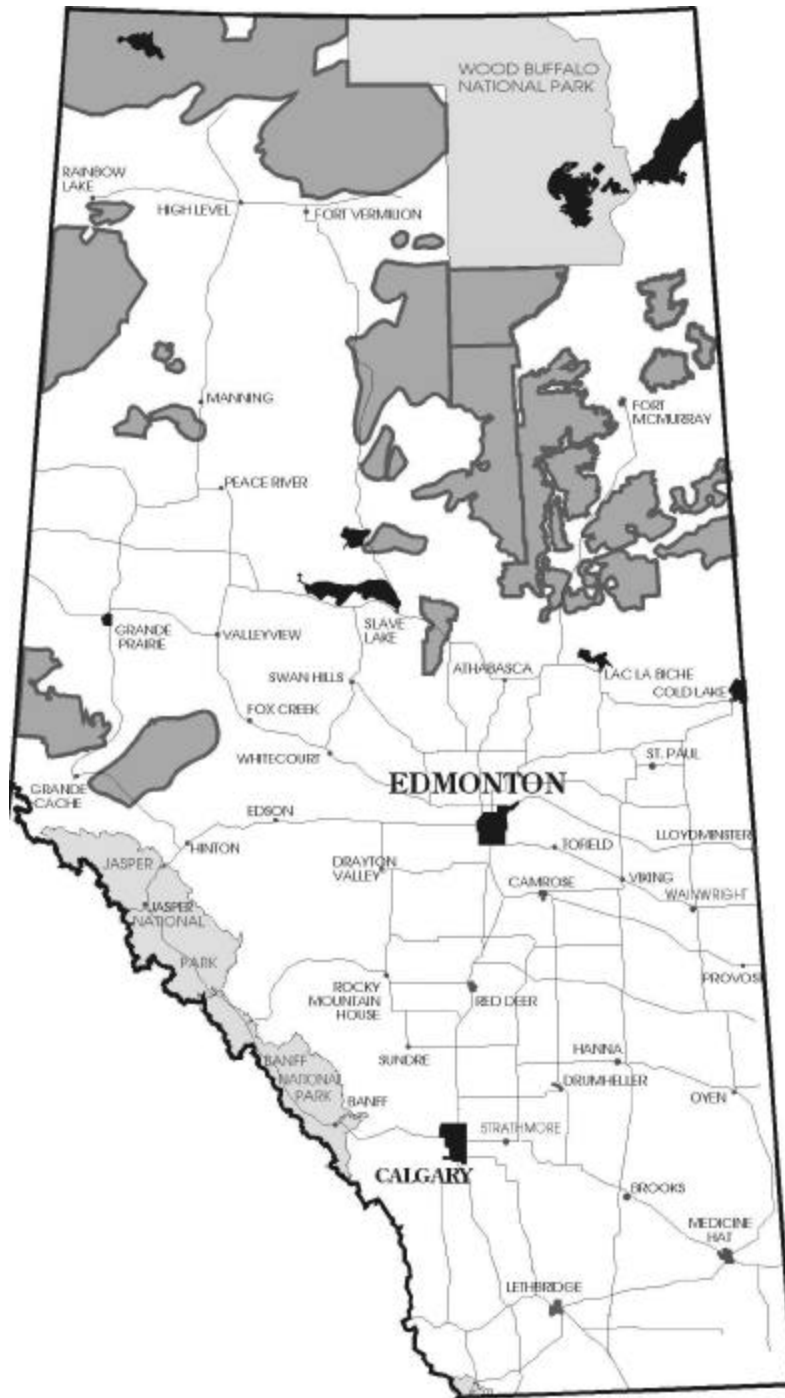 WOOD BUFFALO
NATIONAL PARK
RAINBOW
LAKE
HIGH LEVEL
FORT VERMILION
MANNING
FORT
MCMURRAY
PEACE RIVER
GRANDE
PRAIRIE
VALLEYVIEW
SLAVE
LAKE
ATHABASCA
LAC LA BICHE
SWAN HILLS
COLD LAKE
FOX CREEK
WHITECOURT
ST. PAUL
GRANDE
CACHE
EDMONTON
EDSON
HINTON
TOFIELD
LLOYDMINSTER
JASPER
DRAYTON
VALLEY
CAMROSE
VIKING
WAINWRIGHT
JASPER
NATIONAL
PARK
PROVOST
ROCKY
MOUNTAIN
HOUSE
RED DEER
SUNDRE
HANNA
BANFF
NATIONAL
PARK
DRUMHELLER
OYEN
BANFF
STRATHMORE
CALGARY
BROOKS
MEDICINE
HAT
LETHBRIDGE